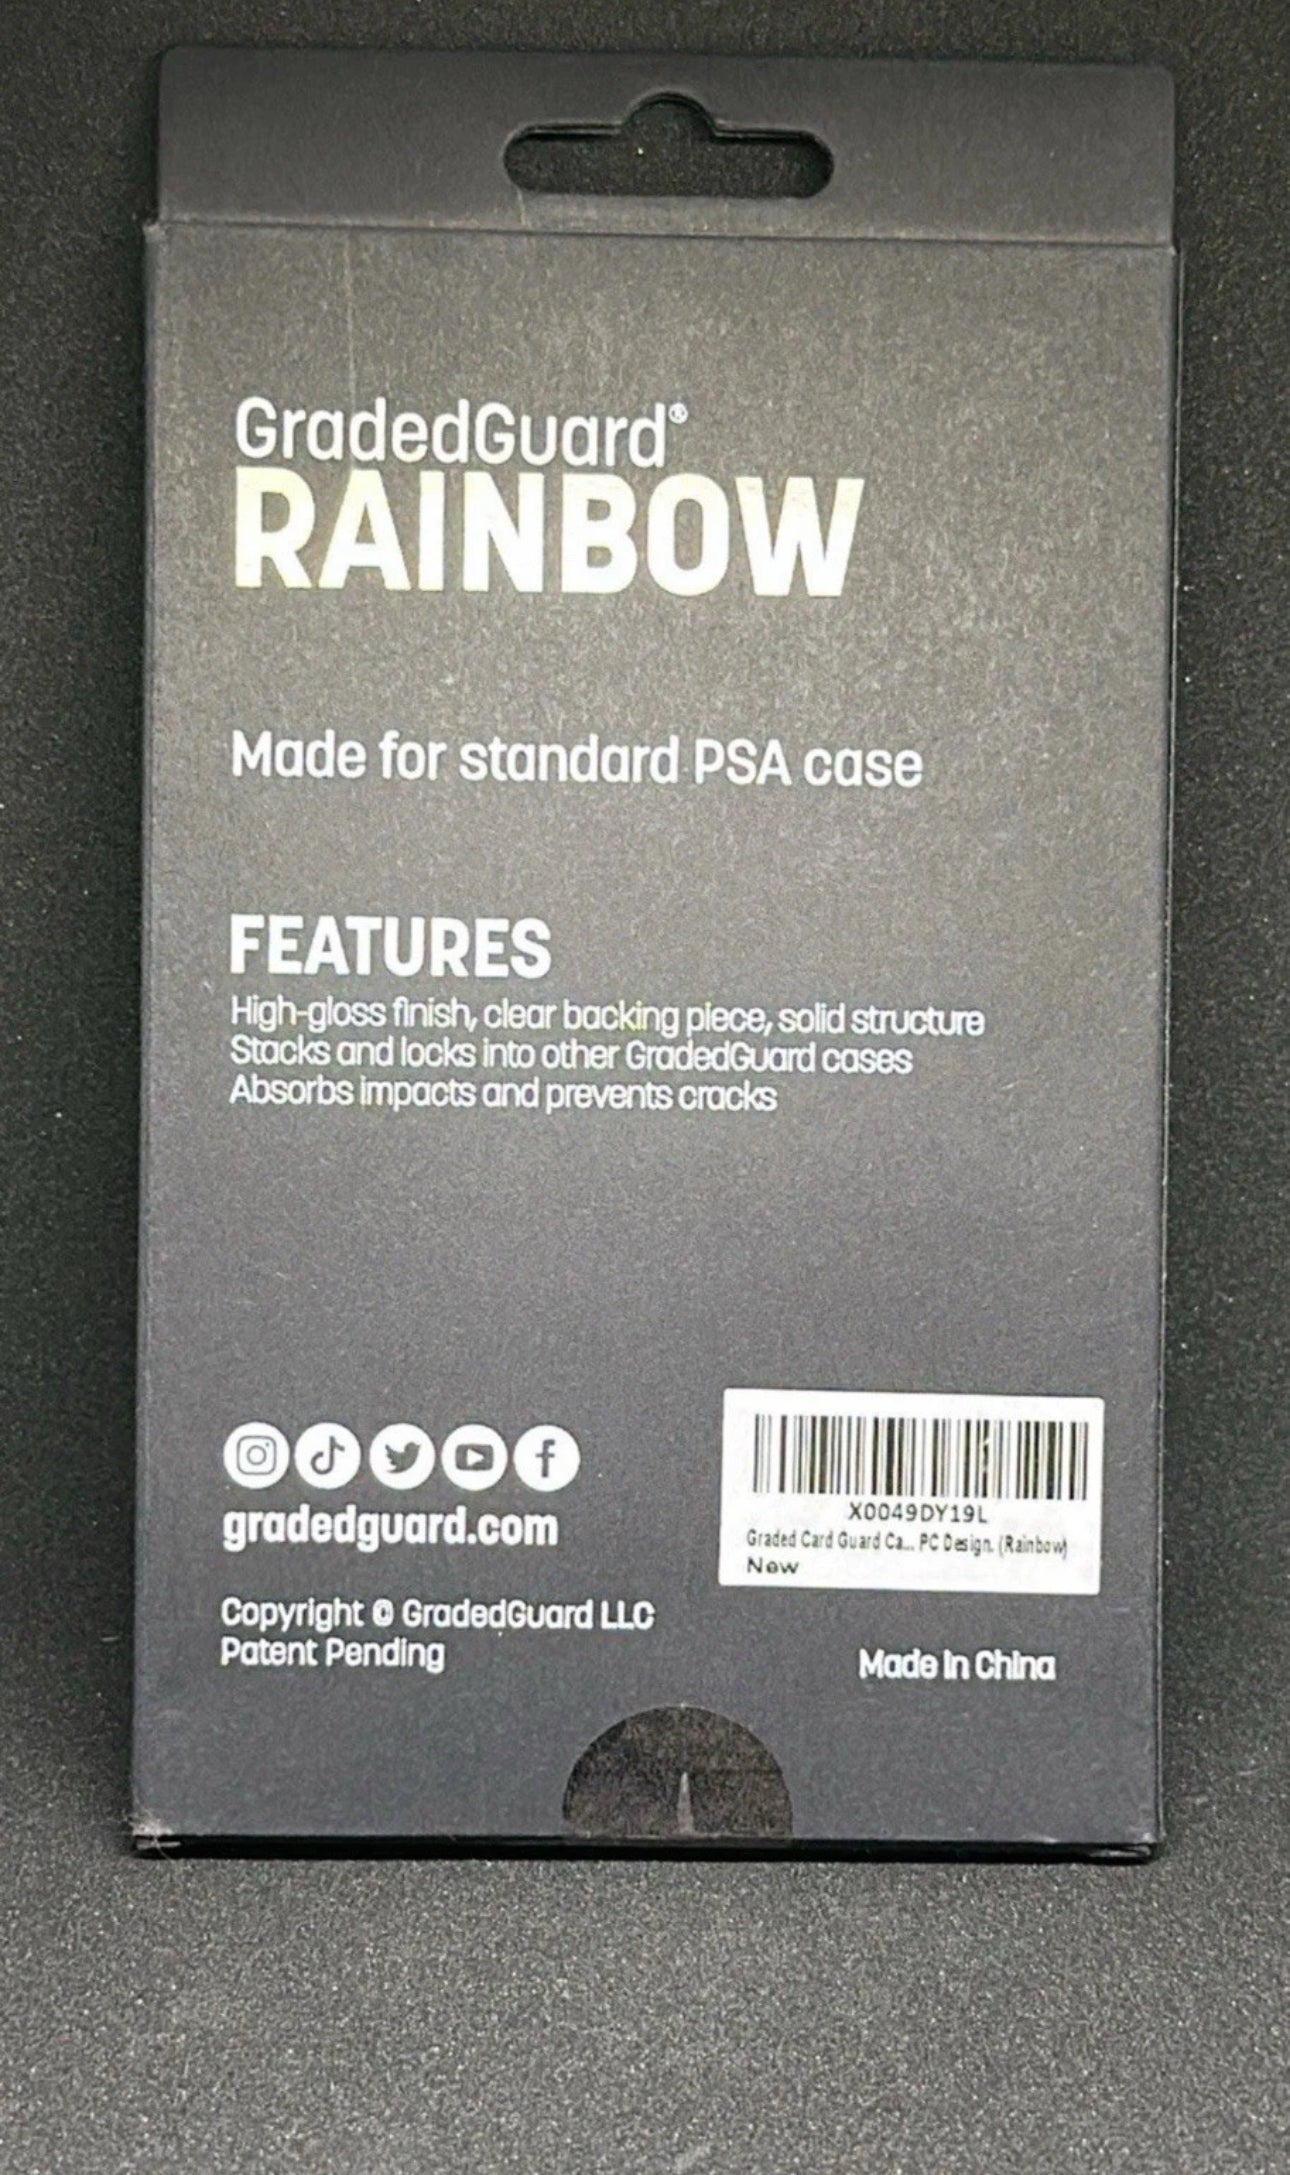 GradedGuard®
RAINBOW
Made for standard PSA case
FEATURES
High-gloss finish, clear backing piece, solid structure
Stacks and locks into other GradedGuard cases
Absorbs impacts and prevents cracks
gradedguard.com
X0049DY19L
Graded Card Guard Ca... PC Design. (Rainbow)
New
Copyright © GradedGuard LLC
Patent Pending
Made in China